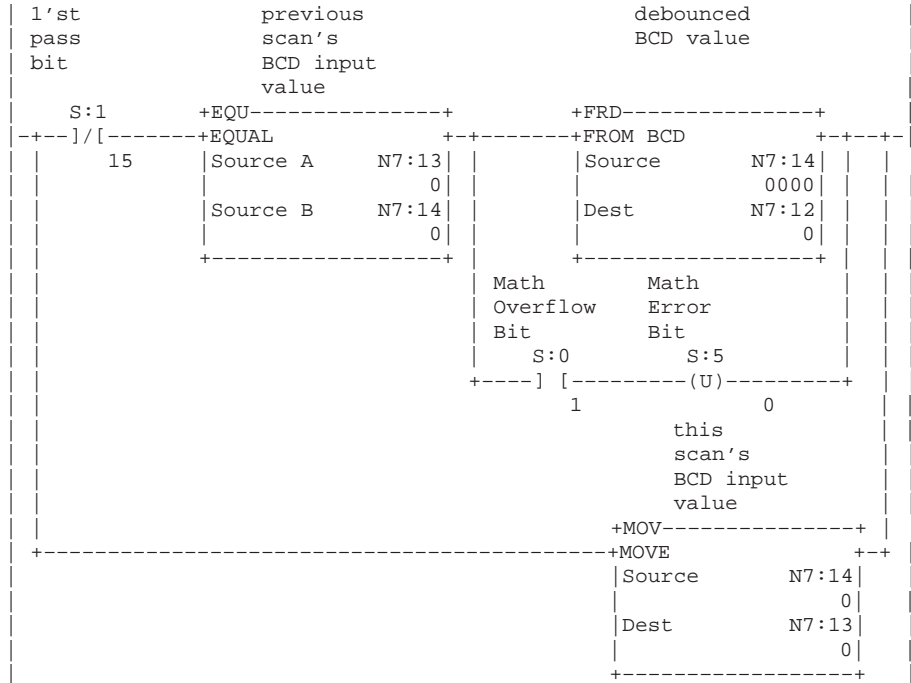 1'st previous debounced
pass scan's BCD value
bit BCD input
value
S:1 +EQU---------------+ +FRD---------------+
-+--]/[-------+EQUAL +-+-------+FROM BCD +-+--+-
15 |Source A N7:13| | |Source N7:14| | |
| 0| | | 0000| | |
|Source B N7:14| | |Dest N7:12| | |
| 0| | | 0| | |
+------------------+ | +------------------+ | |
Math Math
Overflow Error
Bit Bit
S:0 S:5
+----] [---------(U)---------+
1 0
this
scan's
BCD input
value
+MOV---------------+
+--------------------------------------------+MOVE +-+
|Source N7:14|
| 0|
|Dest N7:13|
| 0|
+------------------+